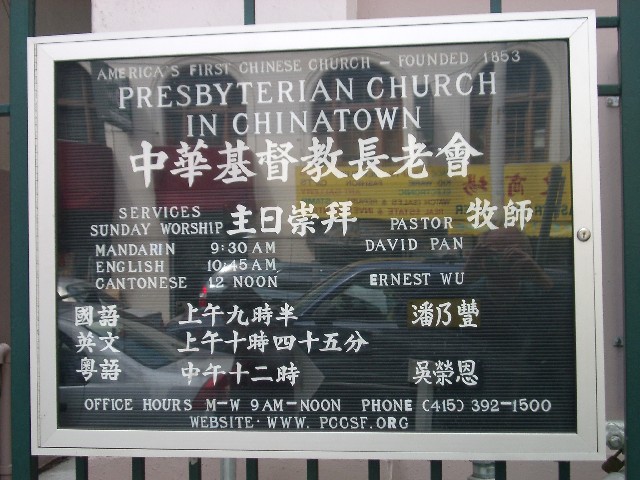 AMERICA'S FIRST CHINESE CHURCH – FOUNDED 1853
PRESBYTERIAN CHURCH
IN CHINATOWN
中華基督教長老會
SERVICES
SUNDAY WORSHIP 主日崇拜 PASTOR 牧師
MANDARIN 9:30 AM DAVID PAN
ENGLISH 10:45 AM
CANTONESE 12 NOON ERNEST WU
國語 上午九時半 潘乃豐
英文 上午十時四十五分
粵語 中午十二時 吳榮恩
OFFICE HOURS M-W 9 AM-NOON PHONE (415) 392-1500
WEBSITE· WWW. PCCSF.ORG